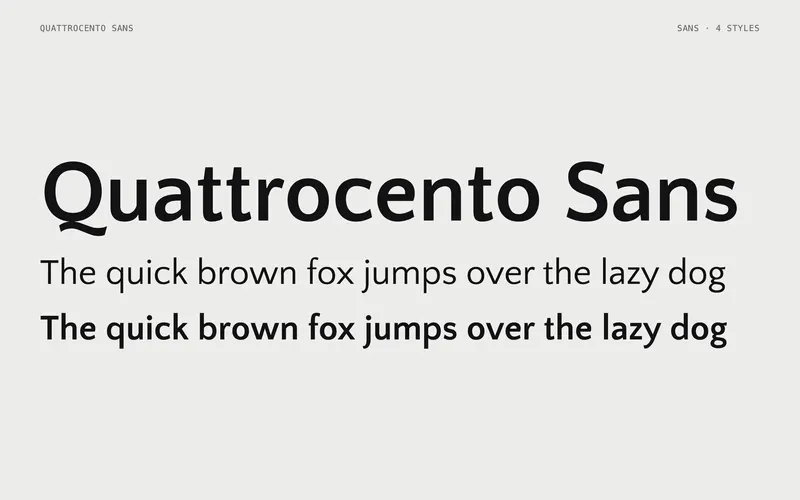 QUATTROCENTO SANS
SANS · 4 STYLES
Quattrocento Sans
The quick brown fox jumps over the lazy dog
The quick brown fox jumps over the lazy dog